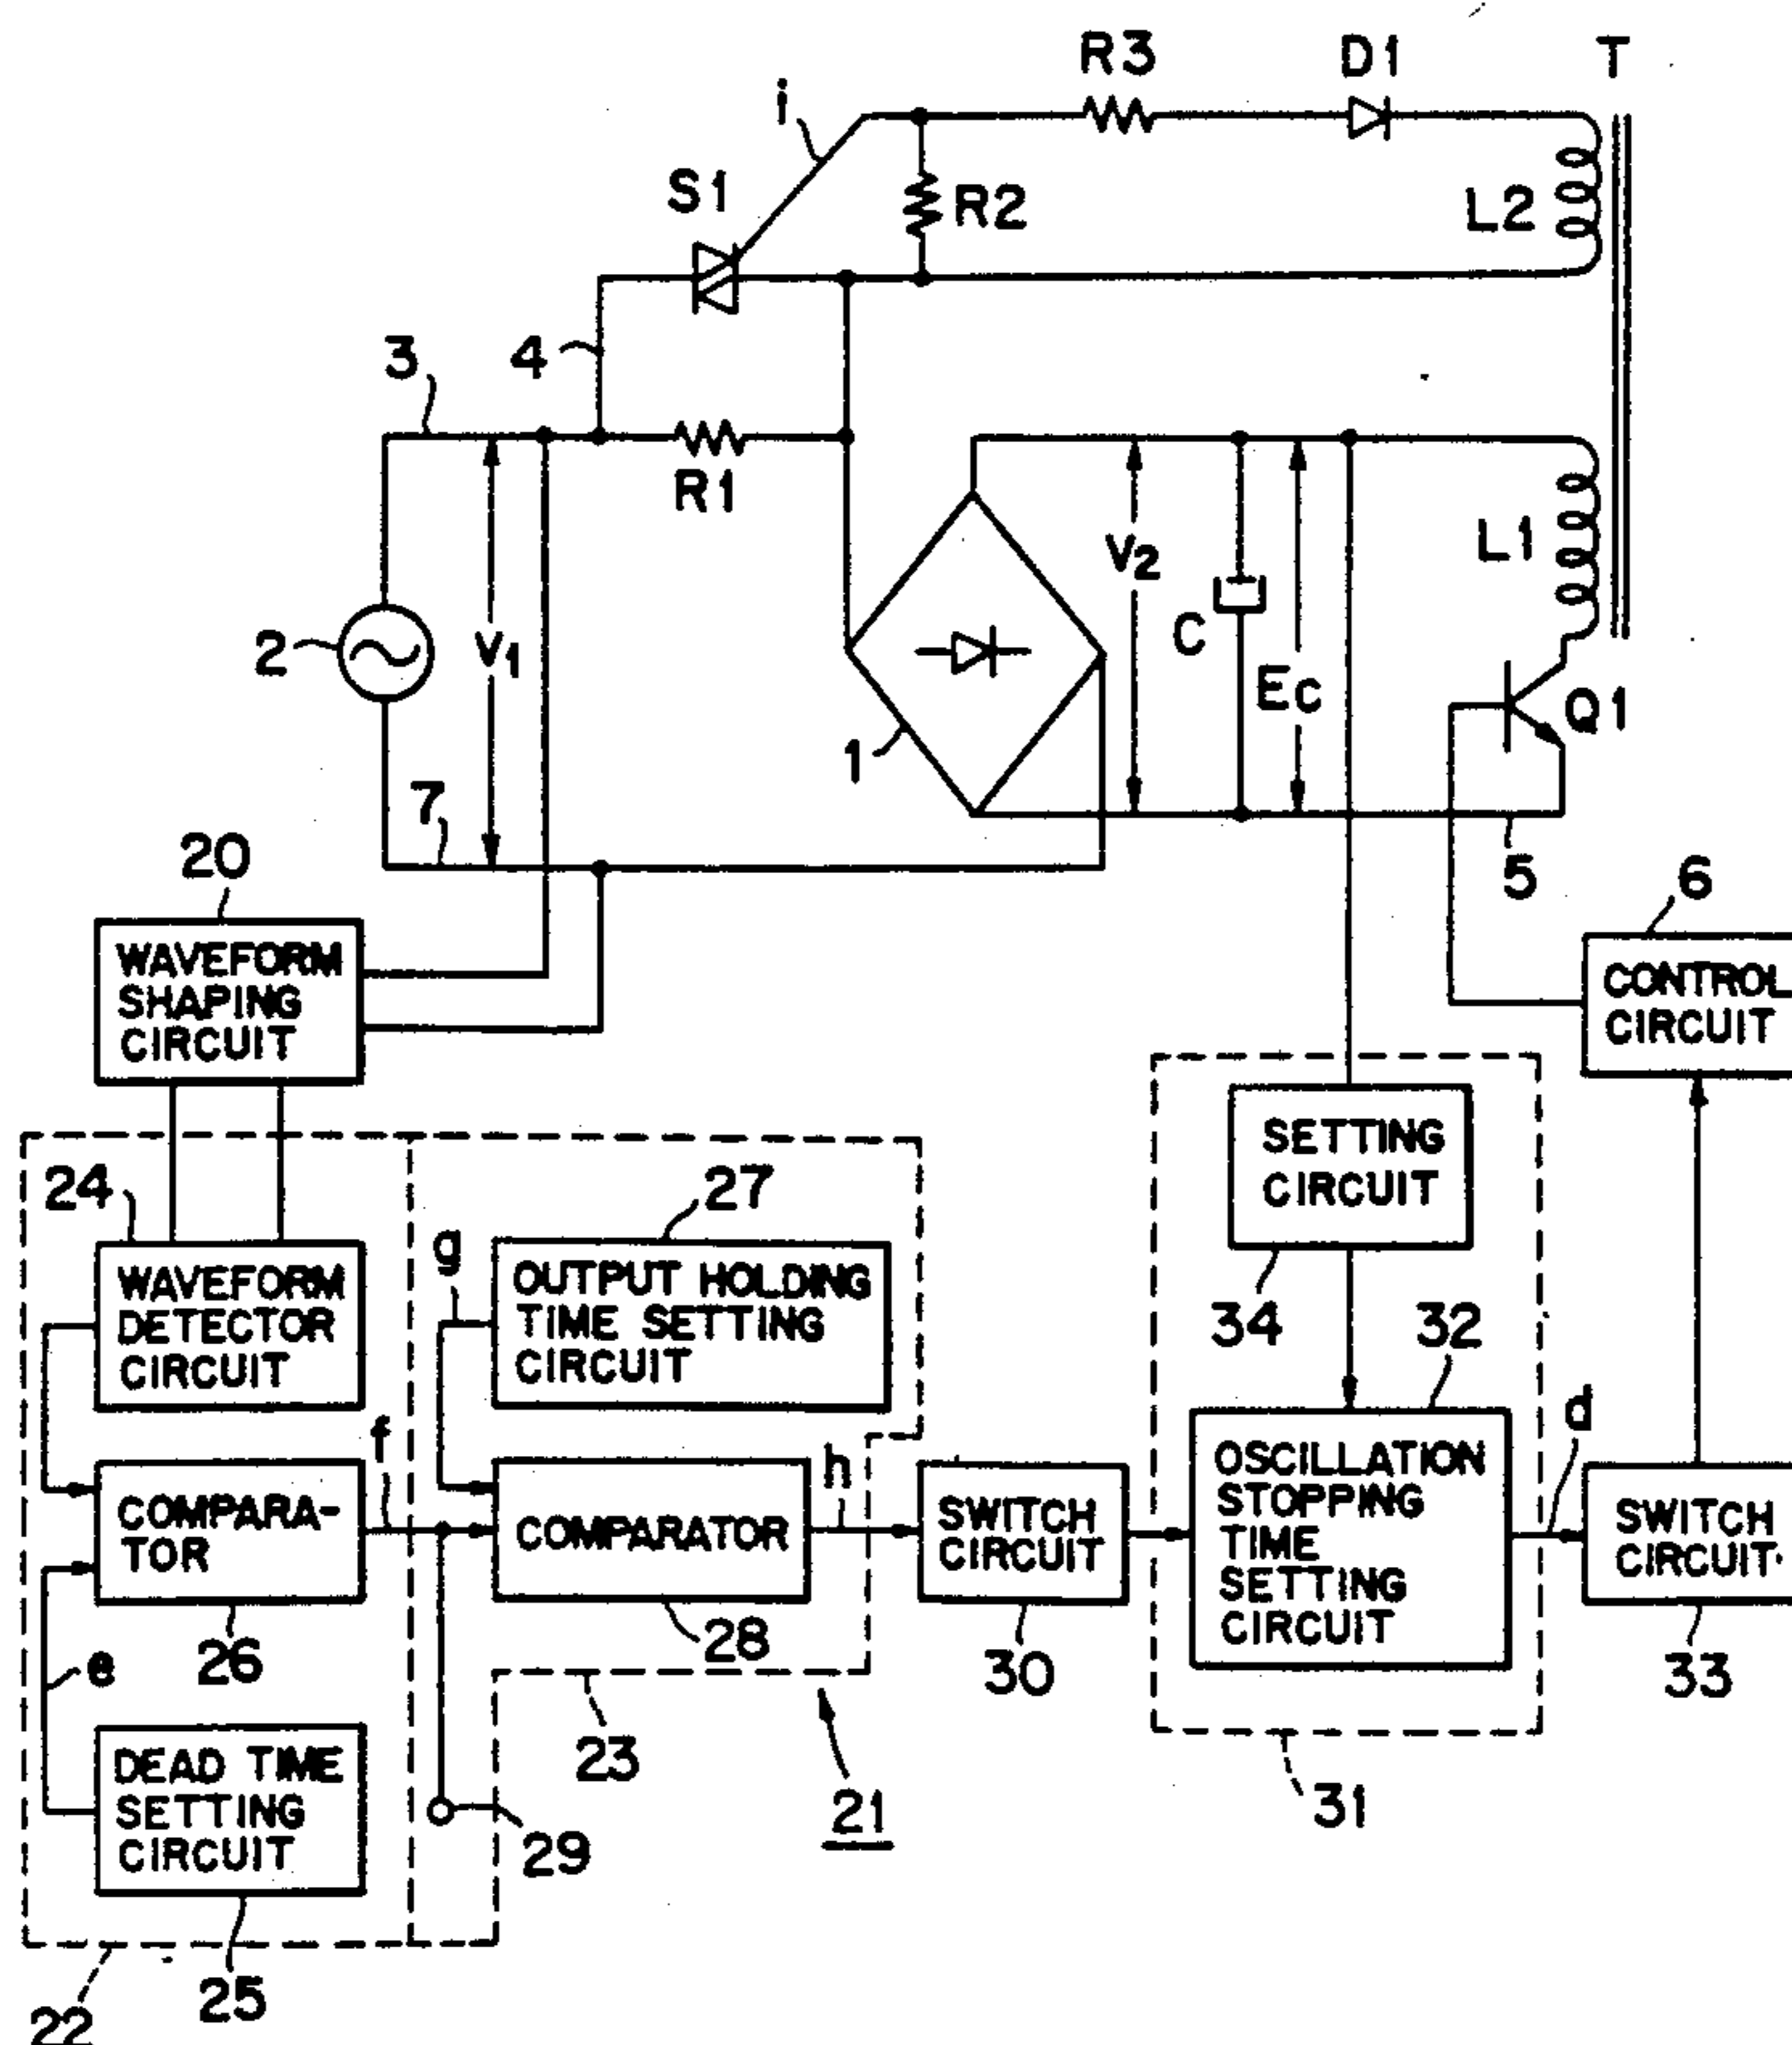 R3
D1
T
i
S1
R2
L2
3
4
R1
V2
L1
2
V1
C
EC
Q1
1
7
5
20
6
WAVEFORM
SHAPING
CIRCUIT
CONTROL
CIRCUIT
24
27
SETTING
CIRCUIT
g
WAVEFORM
DETECTOR
CIRCUIT
OUTPUT HOLDING
TIME SETTING
CIRCUIT
34
32
d
f
h
COMPARA-
TOR
COMPARATOR
SWITCH
CIRCUIT
OSCILLATION
STOPPING
TIME
SETTING
CIRCUIT
SWITCH
CIRCUIT
26
28
30
33
e
23
21
31
DEAD TIME
SETTING
CIRCUIT
29
25
22